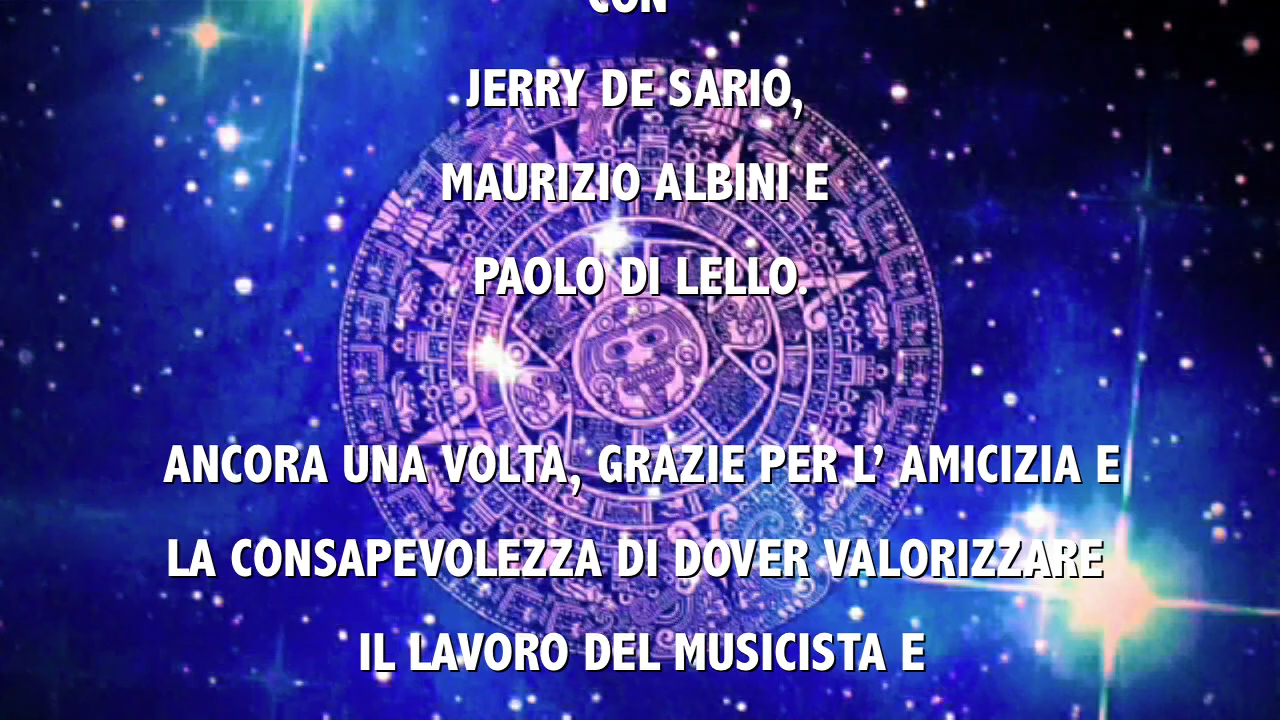 CON
JERRY DE SARIO,
MAURIZIO ALBINI E
PAOLO DI LELLO.
ANCORA UNA VOLTA, GRAZIE PER L’ AMICIZIA E
LA CONSAPEVOLEZZA DI DOVER VALORIZZARE
IL LAVORO DEL MUSICISTA E